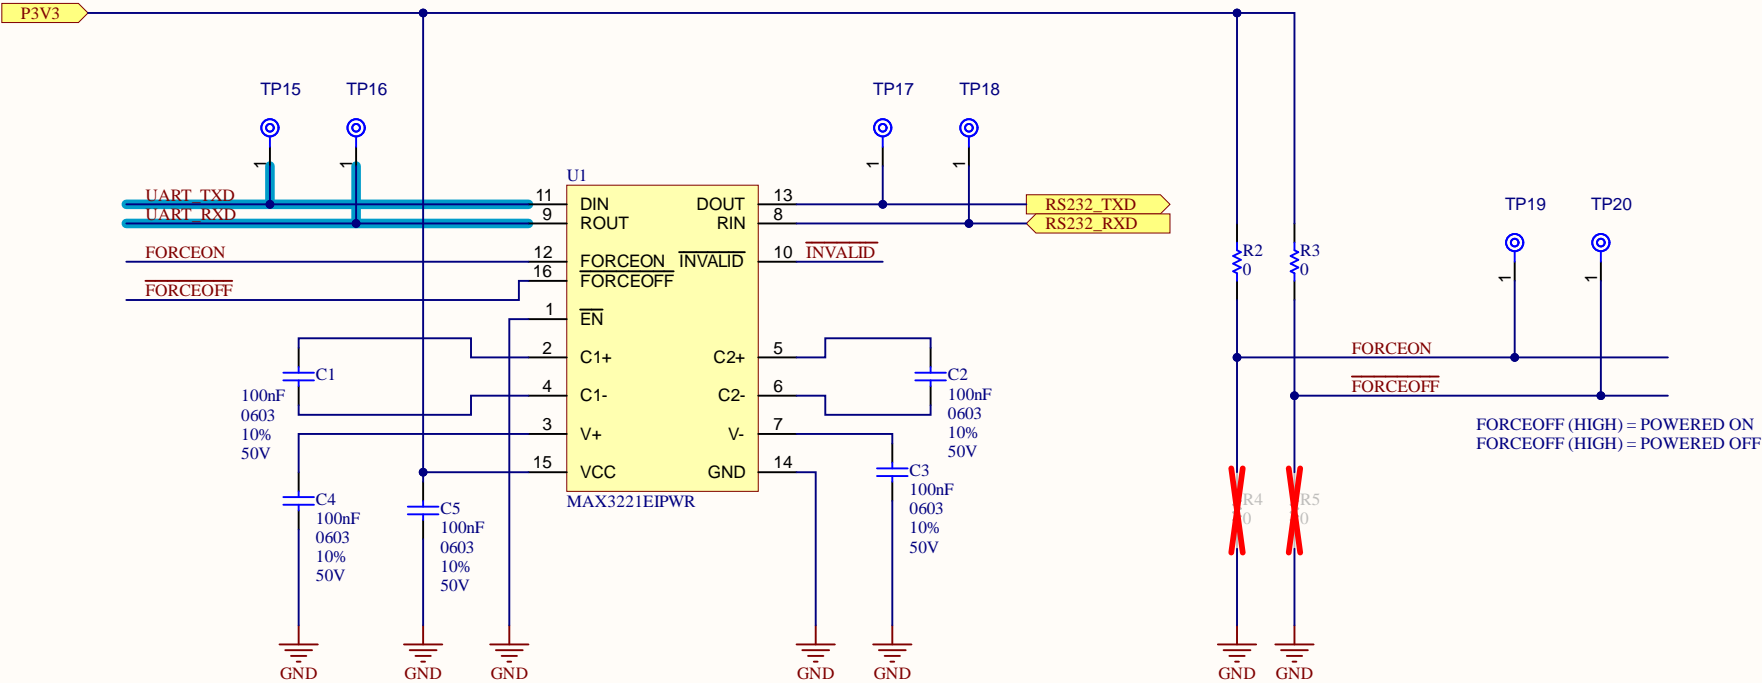 P3V3
TP15
TP16
TP17
TP18
1
1
1
1
U1
UART_TXD
11
DIN
DOUT
13
RS232_TXD
UART_RXD
9
ROUT
RIN
8
RS232_RXD
FORCEON
12
FORCEON
INVALID
10
INVALID
16
FORCEOFF
FORCEOFF
1
EN
2
C1+
C2+
5
4
C1-
C2-
6
3
V+
V-
7
15
VCC
GND
14
MAX3221EIPWR
C1
100nF
0603
10%
50V
C2
100nF
0603
10%
50V
C3
100nF
0603
10%
50V
C4
100nF
0603
10%
50V
C5
100nF
0603
10%
50V
R2
0
R3
0
TP19
TP20
1
1
FORCEON
FORCEOFF
FORCEOFF (HIGH) = POWERED ON
FORCEOFF (HIGH) = POWERED OFF
R4
0
R5
0
GND
GND
GND
GND
GND
GND
GND